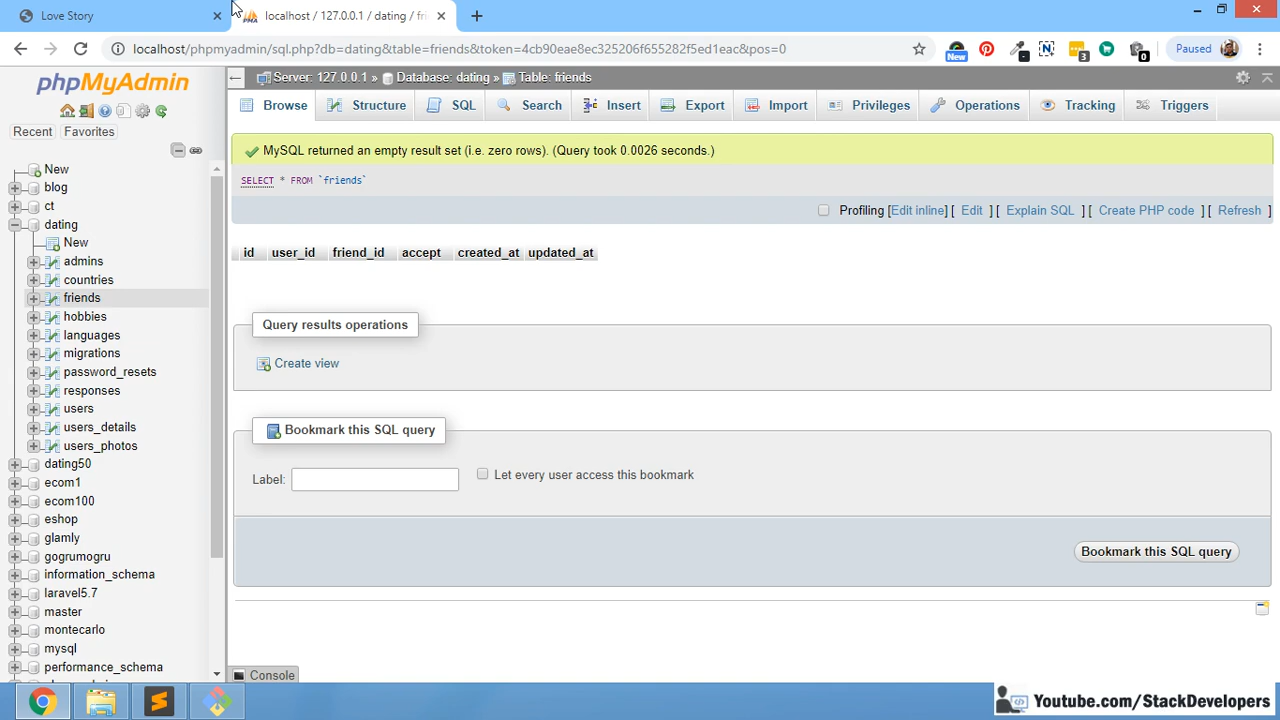 Love Story
localhost / 127.0.0.1 / dating / fri
localhost/phpmyadmin/sql.php?db=dating&table=friends&token=4cb90eae8ec325206f655282f5ed1eac&pos=0
New
3
0
Paused
phpMyAdmin
Server: 127.0.0.1 » Database: dating » Table: friends
Browse Structure SQL Search Insert Export Import Privileges Operations Tracking Triggers
Recent Favorites
MySQL returned an empty result set (i.e. zero rows). (Query took 0.0026 seconds.)
SELECT * FROM `friends`
Profiling [Edit inline] [ Edit ] [ Explain SQL ] [ Create PHP code ] [ Refresh ]
id user_id friend_id accept created_at updated_at
Query results operations
Create view
Bookmark this SQL query
Label:
Let every user access this bookmark
Bookmark this SQL query
Console
New
blog
ct
dating
New
admins
countries
friends
hobbies
languages
migrations
password_resets
responses
users
users_details
users_photos
dating50
ecom1
ecom100
eshop
glamly
gogrumogru
information_schema
laravel5.7
master
montecarlo
mysql
performance_schema
Youtube.com/StackDevelopers